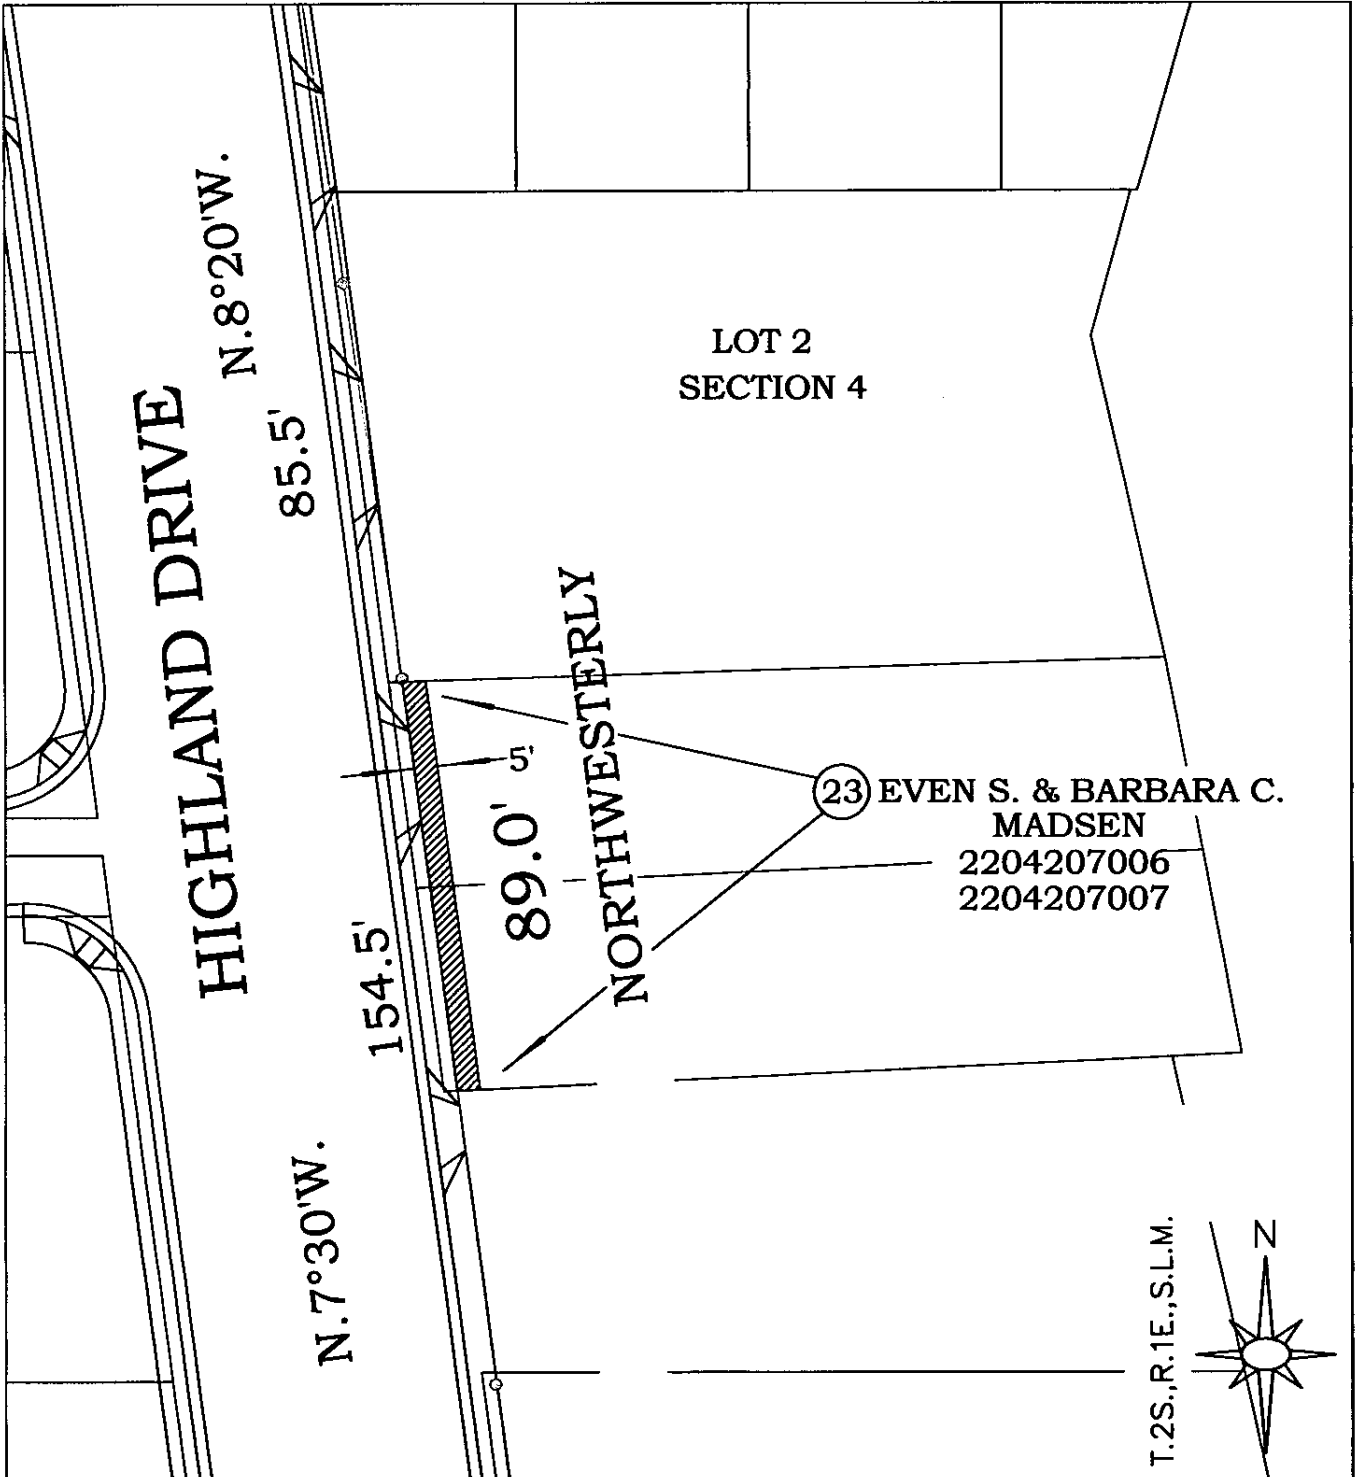 N.8°20'W.
85.5'
HIGHLAND DRIVE
LOT 2
SECTION 4
NORTHWESTERLY
5'
89.0'
23
EVEN S. & BARBARA C.
MADSEN
2204207006
2204207007
154.5'
N.7°30'W.
T.2S.,R.1E.,S.L.M.
N